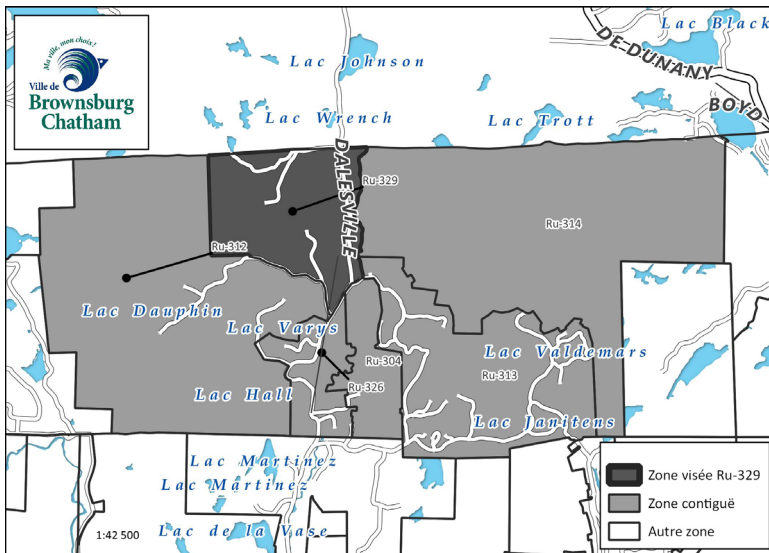 Ma ville, mon choix!
Ville de
Brownsburg
Chatham
Lac Black
DE DUNANY
BOYD
Lac Johnson
Lac Wrench
Lac Trott
DALESVILLE
Ru-329
Ru-314
Ru-312
Lac Dauphin
Lac Varys
Lac Valdemars
Ru-304
Ru-313
Ru-326
Lac Hall
Lac Janitens
Lac Martinez
Lac Martinez
Lac de la Vase
1:42 500
Zone visée Ru-329
Zone contiguë
Autre zone